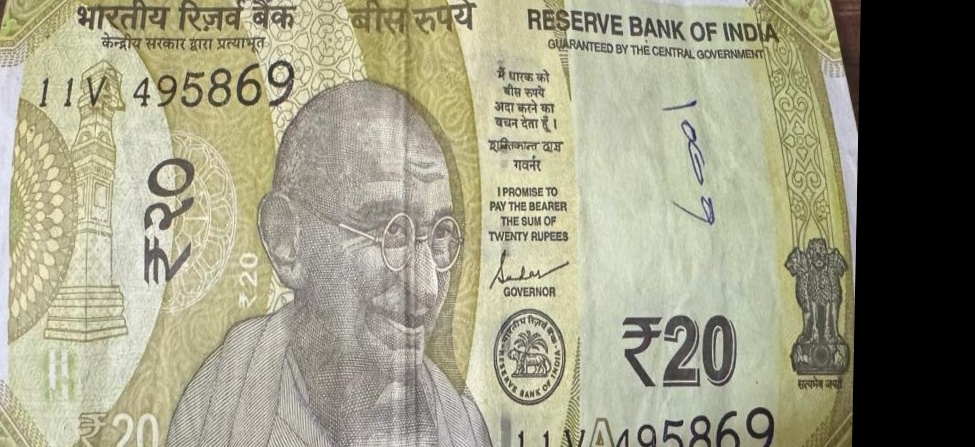 भारतीय रिज़र्व बैंक
केन्द्रीय सरकार द्वारा प्रत्याभूत
बीस रुपये
RESERVE BANK OF INDIA
GUARANTEED BY THE CENTRAL GOVERNMENT
11V 495869
₹२०
₹20
मैं धारक को
बीस रुपये
अदा करने का
वचन देता हूँ।
शक्तिकान्त दास
गवर्नर
I PROMISE TO
PAY THE BEARER
THE SUM OF
TWENTY RUPEES
GOVERNOR
भारतीय रिज़र्व बैंक
RESERVE BANK OF INDIA
1009
₹20
सत्यमेव जयते
₹20
11V 495869